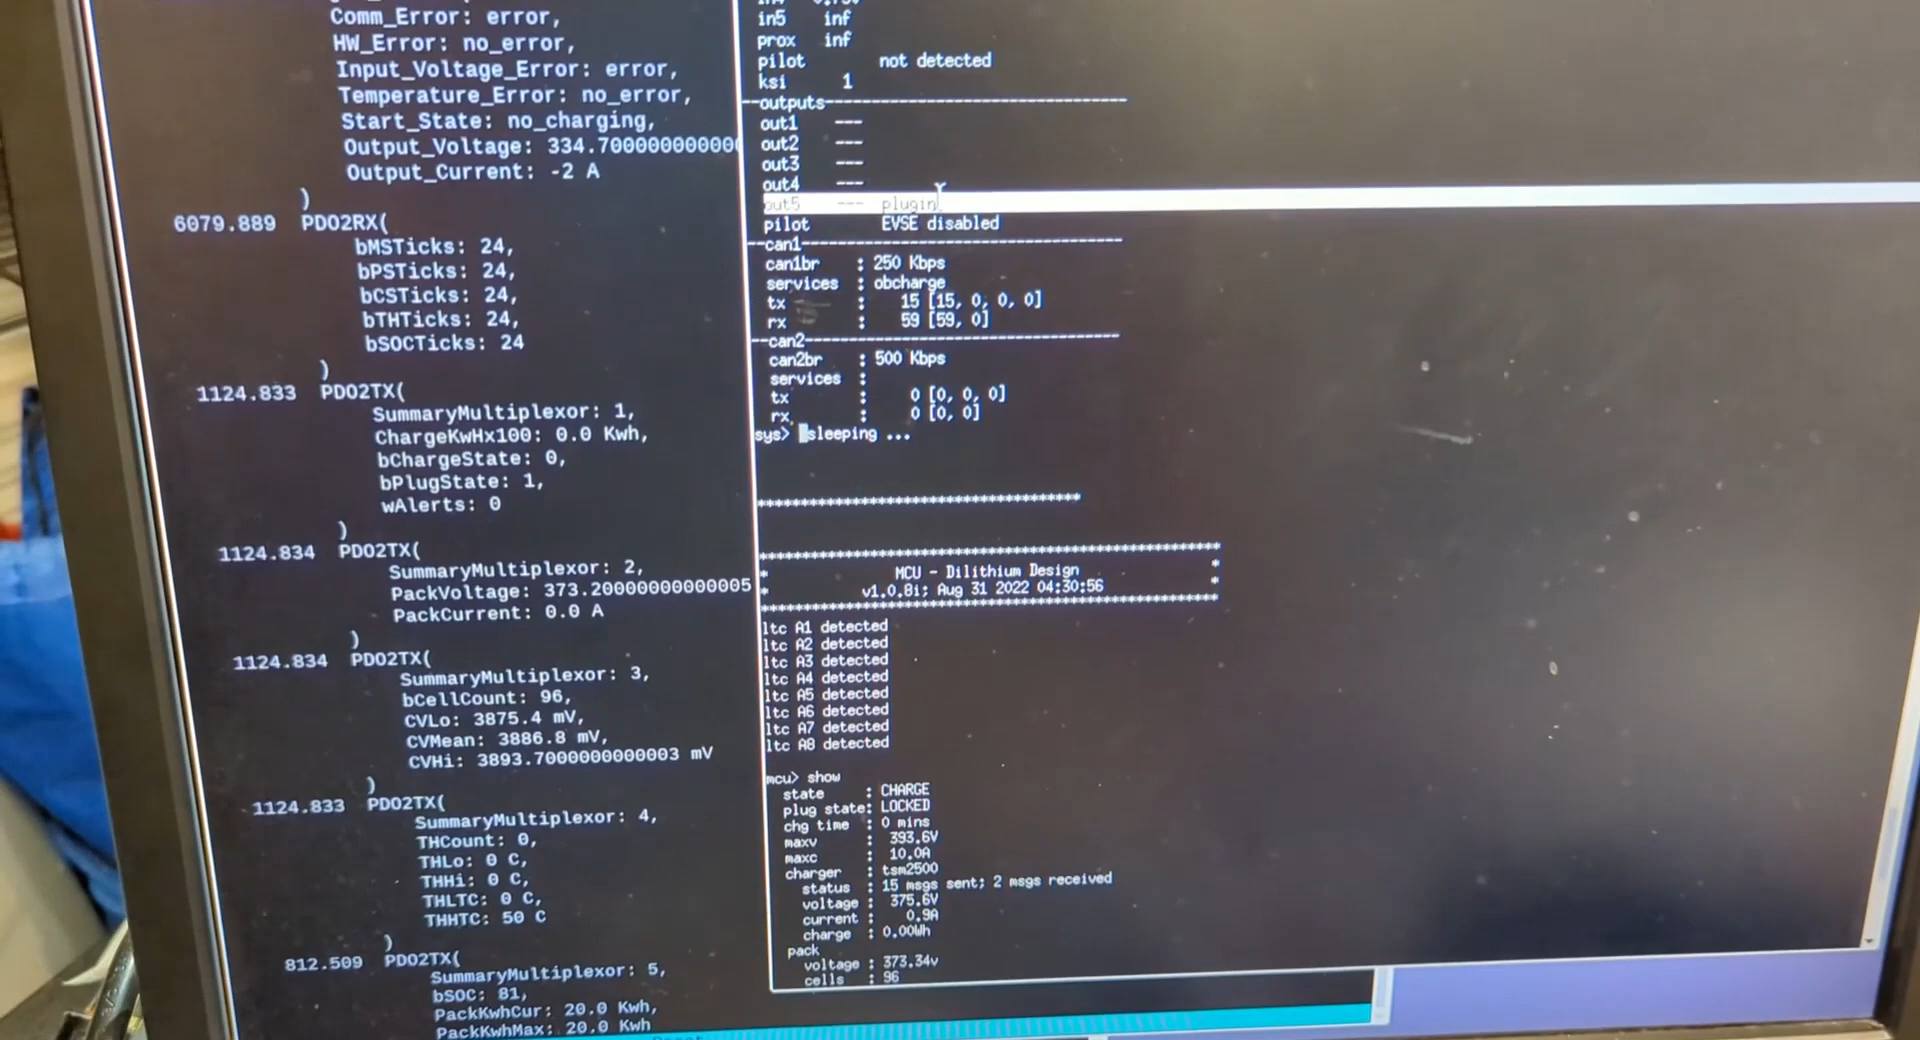 Comm_Error: error,
HW_Error: no_error,
Input_Voltage_Error: error,
Temperature_Error: no_error,
Start_State: no_charging,
Output_Voltage: 334.700000000000
Output_Current: -2 A
)
6079.889 PDO2RX(
bMSTicks: 24,
bPSTicks: 24,
bCSTicks: 24,
bTHTicks: 24,
bSOCTicks: 24
)
1124.833 PDO2TX(
SummaryMultiplexor: 1,
ChargeKwHx100: 0.0 Kwh,
bChargeState: 0,
bPlugState: 1,
wAlerts: 0
)
1124.834 PDO2TX(
SummaryMultiplexor: 2,
PackVoltage: 373.20000000000005
PackCurrent: 0.0 A
)
1124.834 PDO2TX(
SummaryMultiplexor: 3,
bCellCount: 96,
CVLo: 3875.4 mV,
CVMean: 3886.8 mV,
CVHi: 3893.7000000000003 mV
)
1124.833 PDO2TX(
SummaryMultiplexor: 4,
THCount: 0,
THLo: 0 C,
THHi: 0 C,
THLTC: 0 C,
THHTC: 50 C
)
812.509 PDO2TX(
SummaryMultiplexor: 5,
bSOC: 81,
PackKwhCur: 20.0 Kwh,
PackKwhMax: 20.0 Kwh
in5 inf
prox inf
pilot not detected
ksi 1
--outputs-----------------------------------
out1 ---
out2 ---
out3 ---
out4 ---
out5 --- plugin
pilot EVSE disabled
--can1-----------------------------------
can1br : 250 Kbps
services : obcharge
tx : 15 [15, 0, 0, 0]
rx : 59 [59, 0]
--can2-----------------------------------
can2br : 500 Kbps
services :
tx : 0 [0, 0, 0]
rx : 0 [0, 0]
sys> sleeping ...
***********************************
**************************************************
* MCU - Dilithium Design *
* v1.0.8i; Aug 31 2022 04:30:56 *
**************************************************
ltc A1 detected
ltc A2 detected
ltc A3 detected
ltc A4 detected
ltc A5 detected
ltc A6 detected
ltc A7 detected
ltc A8 detected
mcu> show
state : CHARGE
plug state: LOCKED
chg time : 0 mins
maxv : 393.6V
maxc : 10.0A
charger : tsm2500
status : 15 msgs sent; 2 msgs received
voltage : 375.6V
current : 0.9A
charge : 0.00Wh
pack
voltage : 373.34v
cells : 96